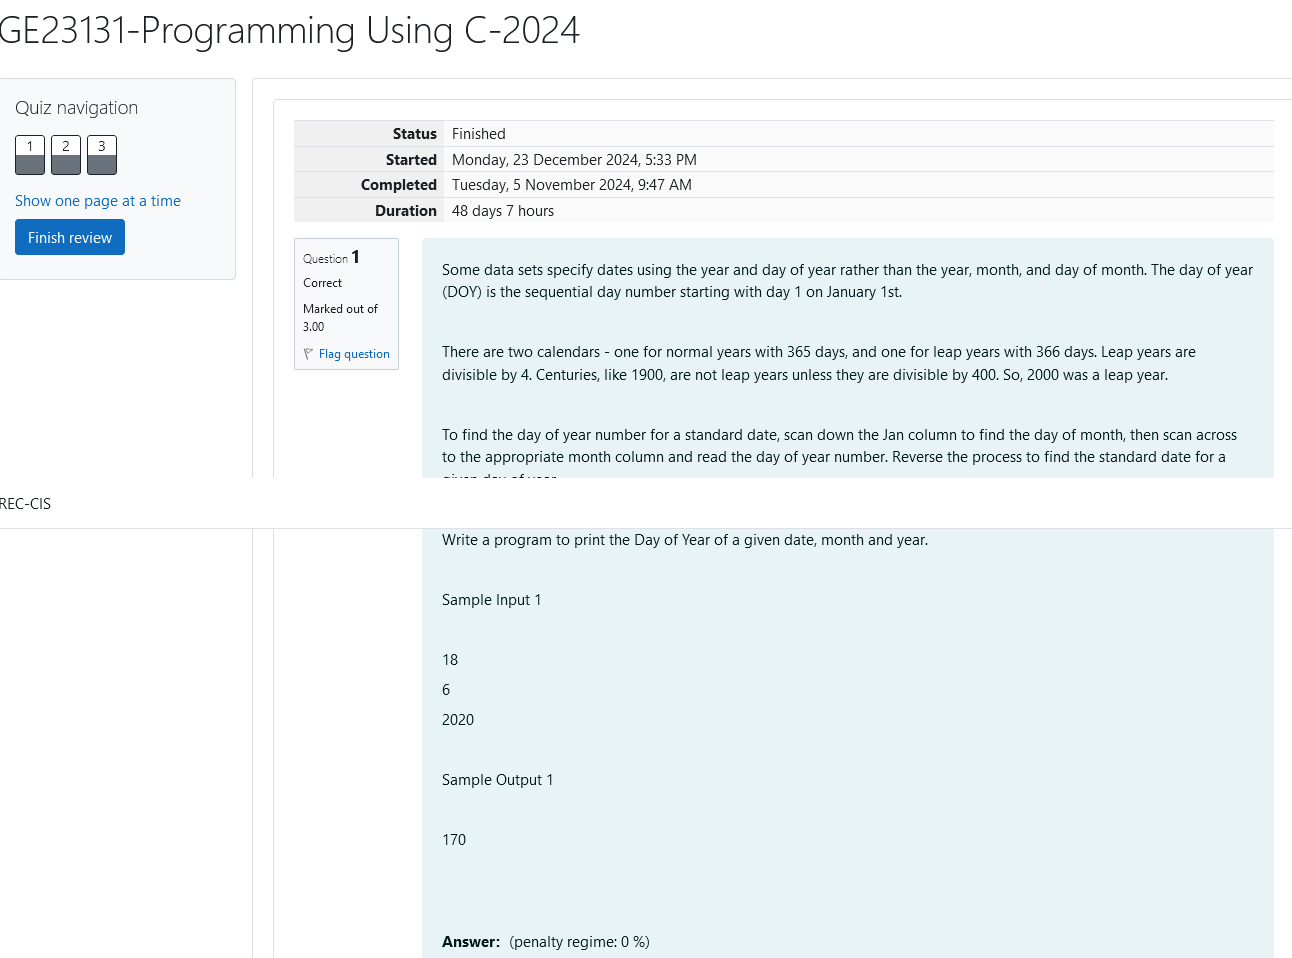 GE23131-Programming Using C-2024
Quiz navigation
1 2 3
Show one page at a time
Finish review
Status Finished
Started Monday, 23 December 2024, 5:33 PM
Completed Tuesday, 5 November 2024, 9:47 AM
Duration 48 days 7 hours
Question 1
Correct
Marked out of
3.00
Flag question
Some data sets specify dates using the year and day of year rather than the year, month, and day of month. The day of year
(DOY) is the sequential day number starting with day 1 on January 1st.
There are two calendars - one for normal years with 365 days, and one for leap years with 366 days. Leap years are
divisible by 4. Centuries, like 1900, are not leap years unless they are divisible by 400. So, 2000 was a leap year.
To find the day of year number for a standard date, scan down the Jan column to find the day of month, then scan across
to the appropriate month column and read the day of year number. Reverse the process to find the standard date for a
given day of year.
REC-CIS
Write a program to print the Day of Year of a given date, month and year.
Sample Input 1
18
6
2020
Sample Output 1
170
Answer: (penalty regime: 0 %)